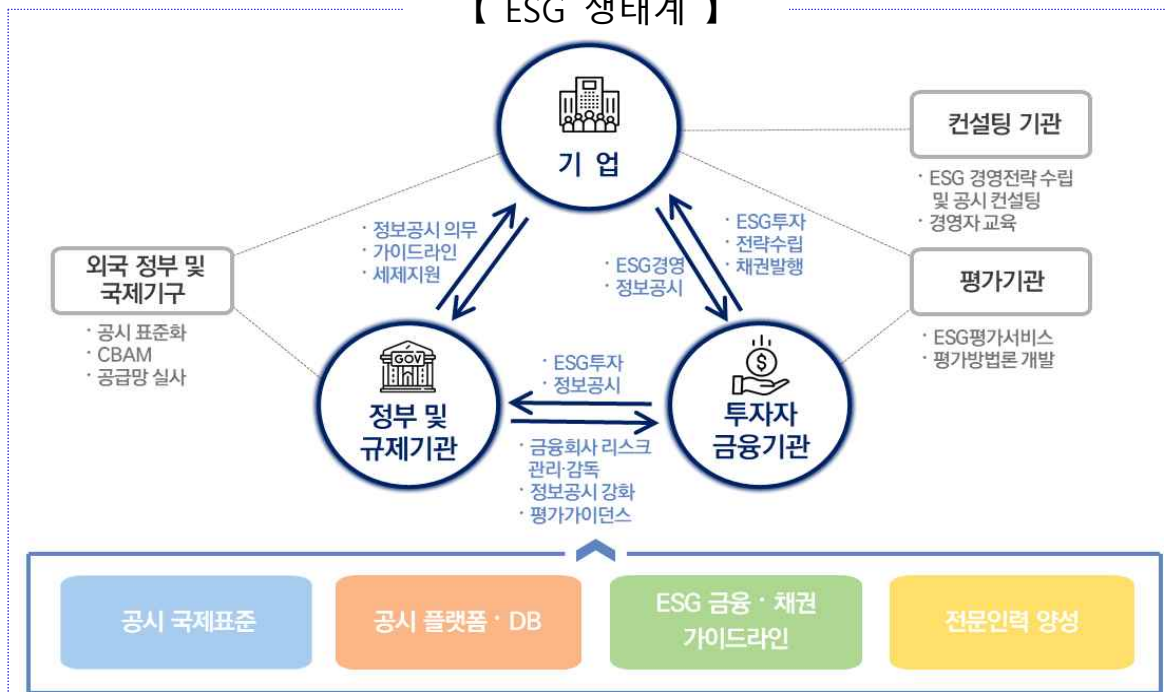 【 ESG 생태계 】
기 업
컨설팅 기관
· ESG 경영전략 수립
및 공시 컨설팅
· 경영자 교육
· 정보공시 의무
· 가이드라인
· 세제지원
· ESG투자
· 전략수립
· 채권발행
· ESG경영
· 정보공시
외국 정부 및
국제기구
· 공시 표준화
· CBAM
· 공급망 실사
평가기관
· ESG평가서비스
· 평가방법론 개발
GOV
정부 및
규제기관
· ESG투자
· 정보공시
$
투자자
금융기관
· 금융회사 리스크
관리·감독
· 정보공시 강화
· 평가가이던스
공시 국제표준
공시 플랫폼 · DB
ESG 금융 · 채권
가이드라인
전문인력 양성